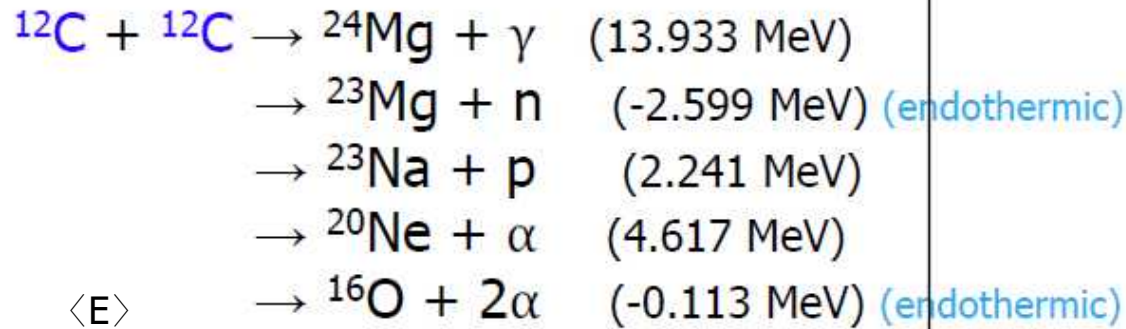 ¹²C + ¹²C → ²⁴Mg + γ (13.933 MeV)
→ ²³Mg + n (-2.599 MeV) (endothermic)
→ ²³Na + p (2.241 MeV)
→ ²⁰Ne + α (4.617 MeV)
⟨E⟩ → ¹⁶O + 2α (-0.113 MeV) (endothermic)